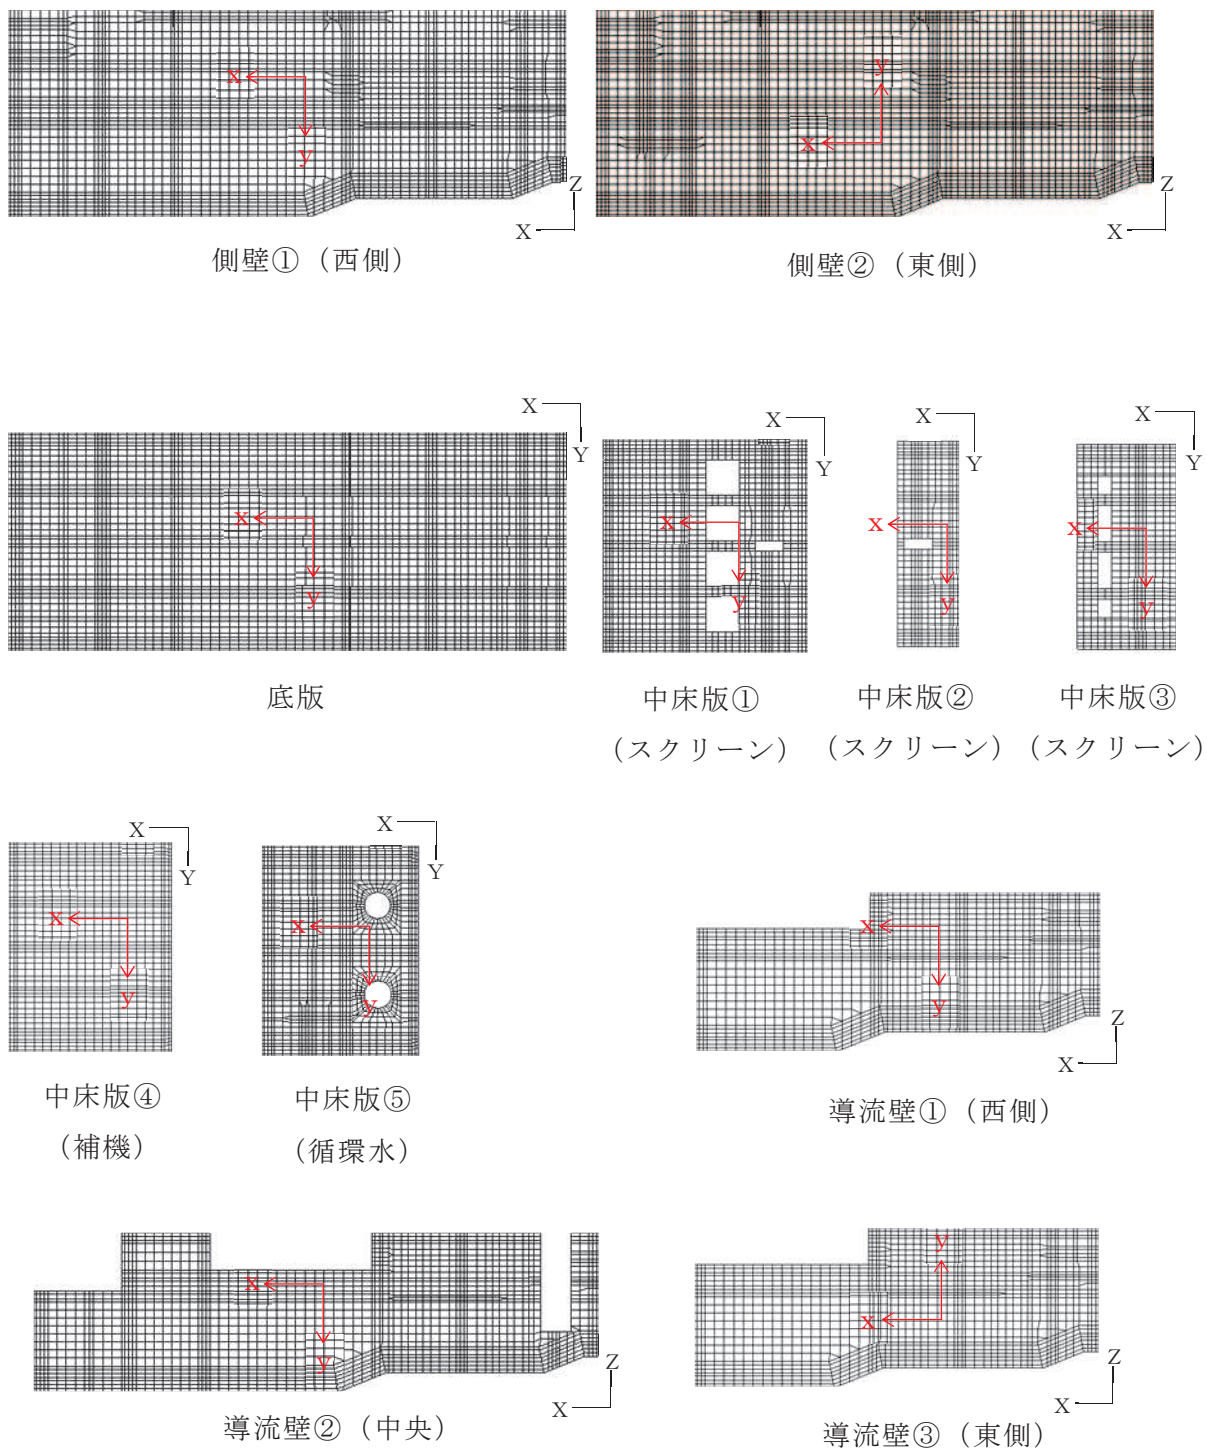 x
y
Z
X
側壁①（西側）
y
x
Z
X
側壁②（東側）
X
Y
x
y
底版
X
Y
x
y
中床版①
（スクリーン）
X
Y
x
y
中床版②
（スクリーン）
X
Y
x
y
中床版③
（スクリーン）
X
Y
x
y
中床版④
（補機）
X
Y
x
y
中床版⑤
（循環水）
x
y
Z
X
導流壁①（西側）
x
y
Z
X
導流壁②（中央）
y
x
Z
X
導流壁③（東側）